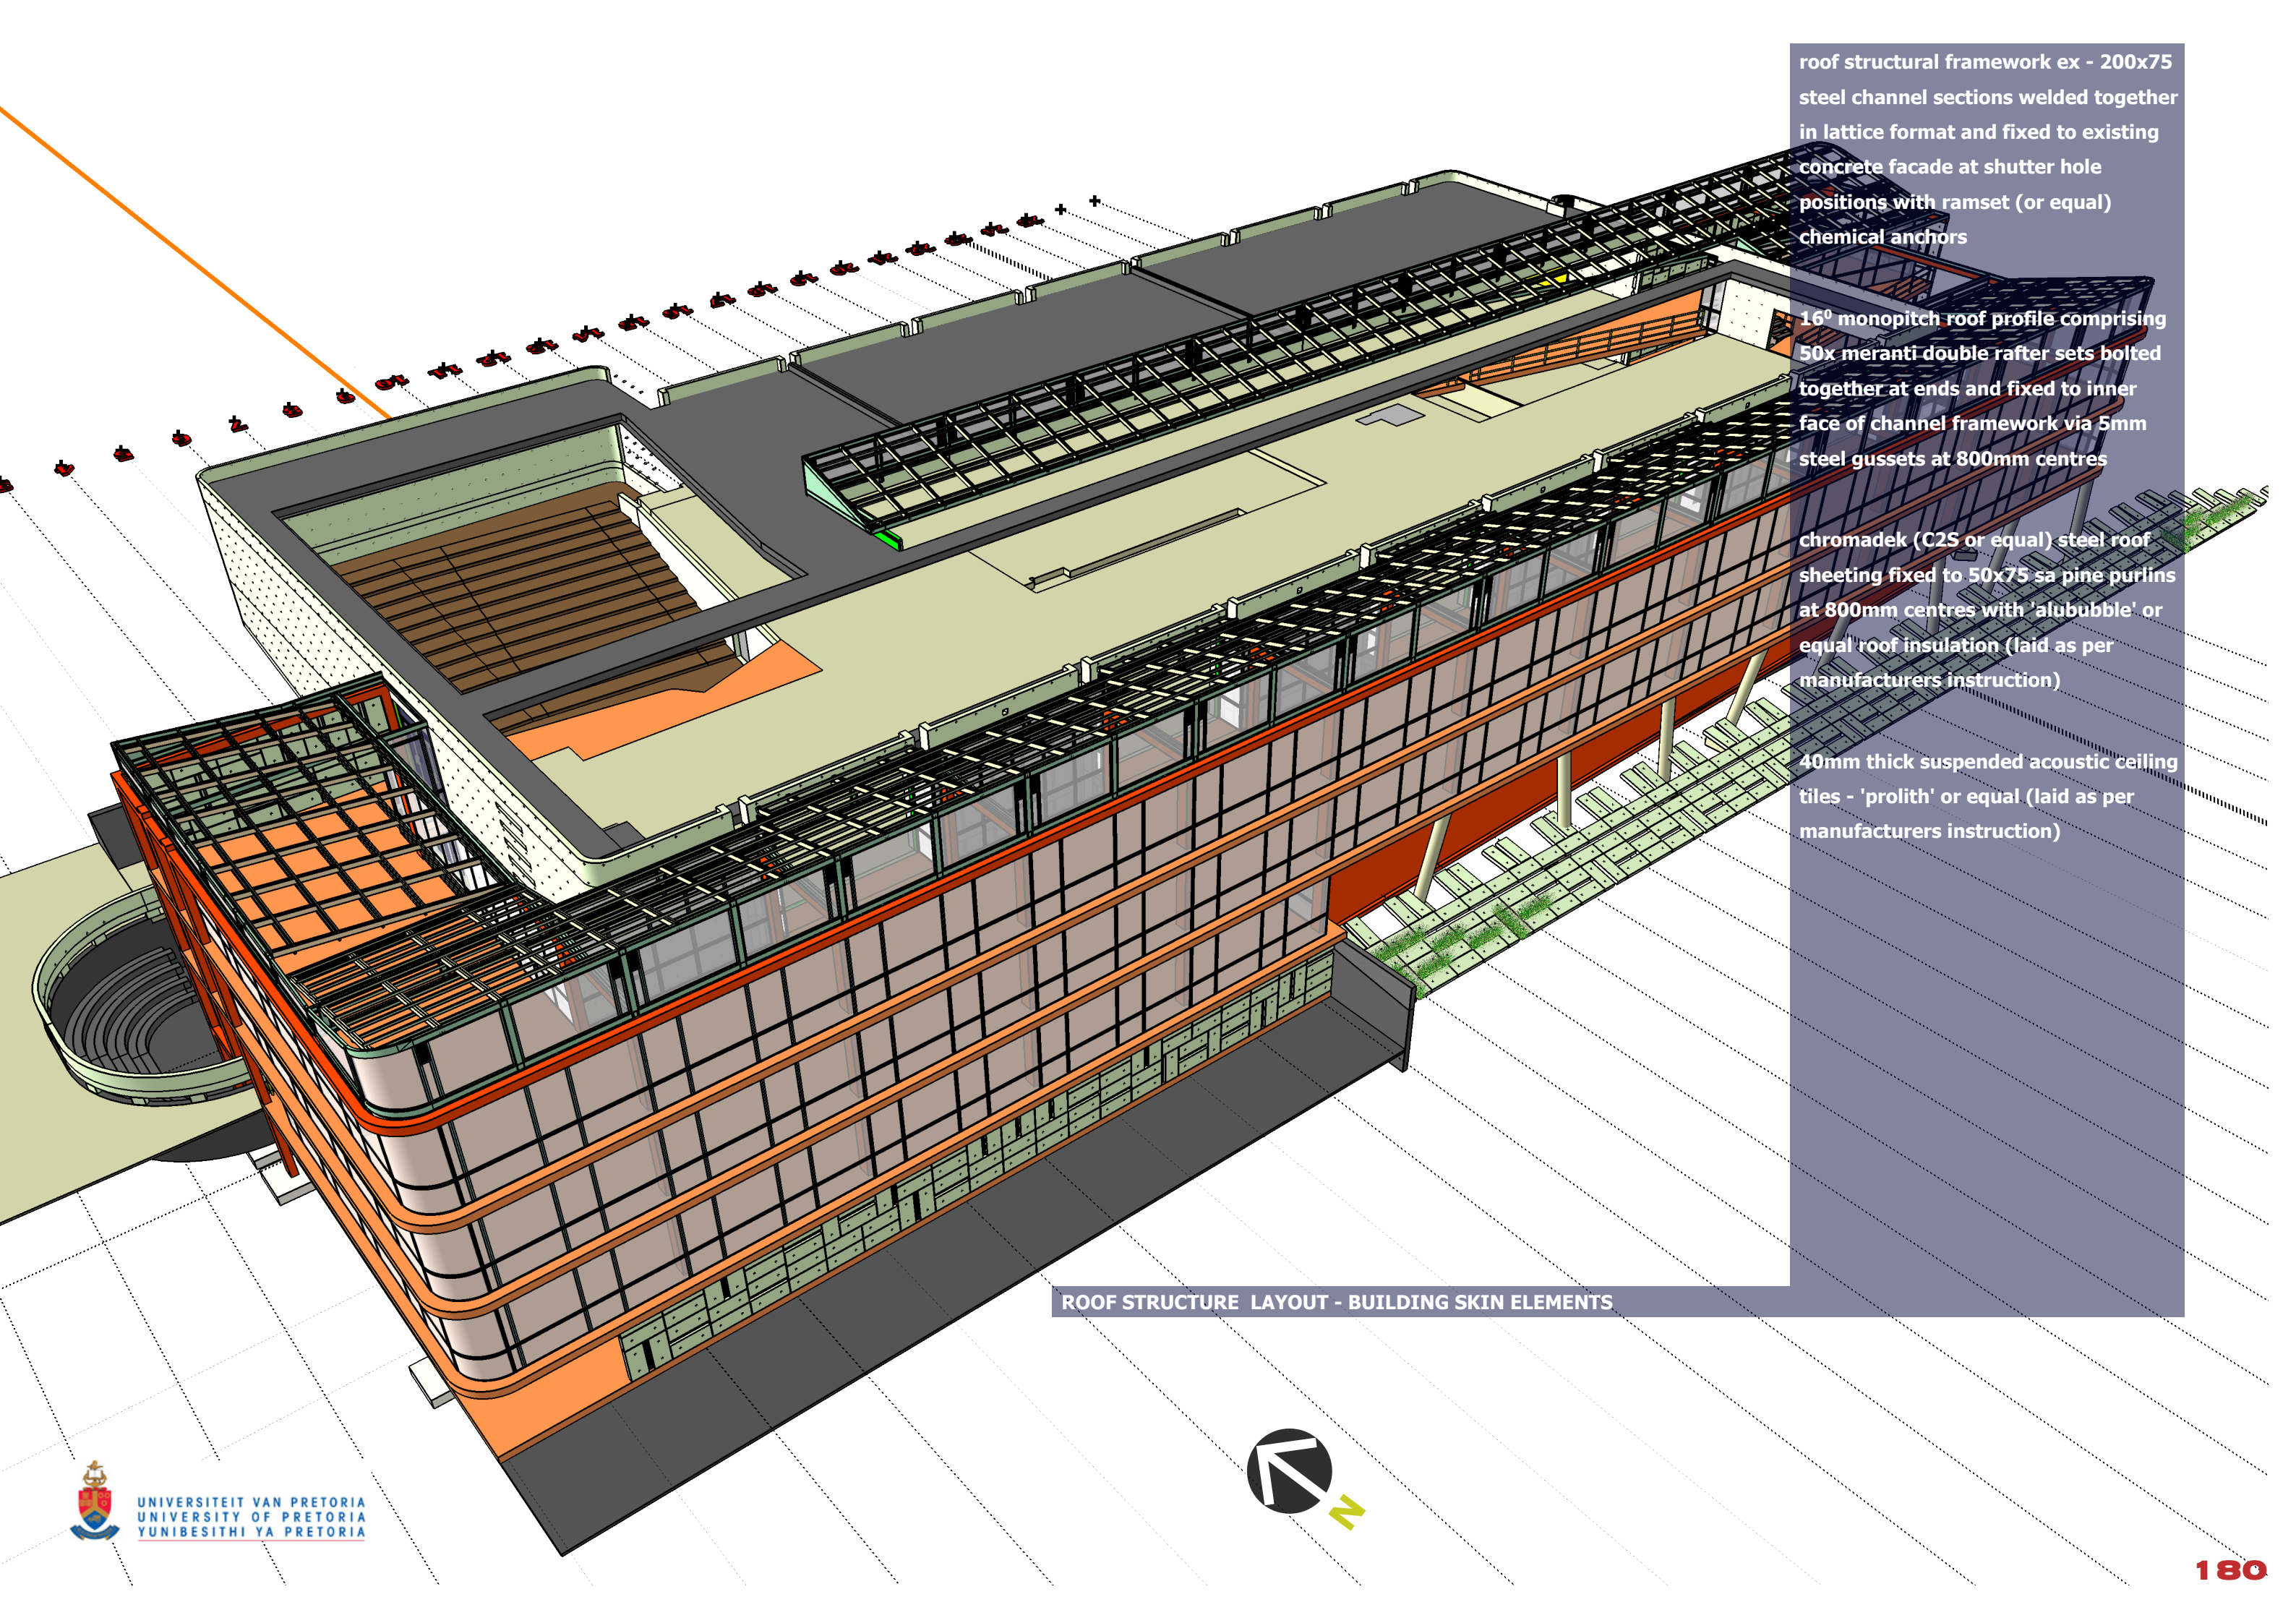 roof structural framework ex - 200x75
steel channel sections welded together
in lattice format and fixed to existing
concrete facade at shutter hole
positions with ramset (or equal)
chemical anchors
16⁰ monopitch roof profile comprising
50x meranti double rafter sets bolted
together at ends and fixed to inner
face of channel framework via 5mm
steel gussets at 800mm centres
chromadek (C2S or equal) steel roof
sheeting fixed to 50x75 sa pine purlins
at 800mm centres with 'alububble' or
equal roof insulation (laid as per
manufacturers instruction)
40mm thick suspended acoustic ceiling
tiles - 'prolith' or equal (laid as per
manufacturers instruction)
ROOF STRUCTURE LAYOUT - BUILDING SKIN ELEMENTS
N
UNIVERSITEIT VAN PRETORIA
UNIVERSITY OF PRETORIA
YUNIBESITHI YA PRETORIA
180